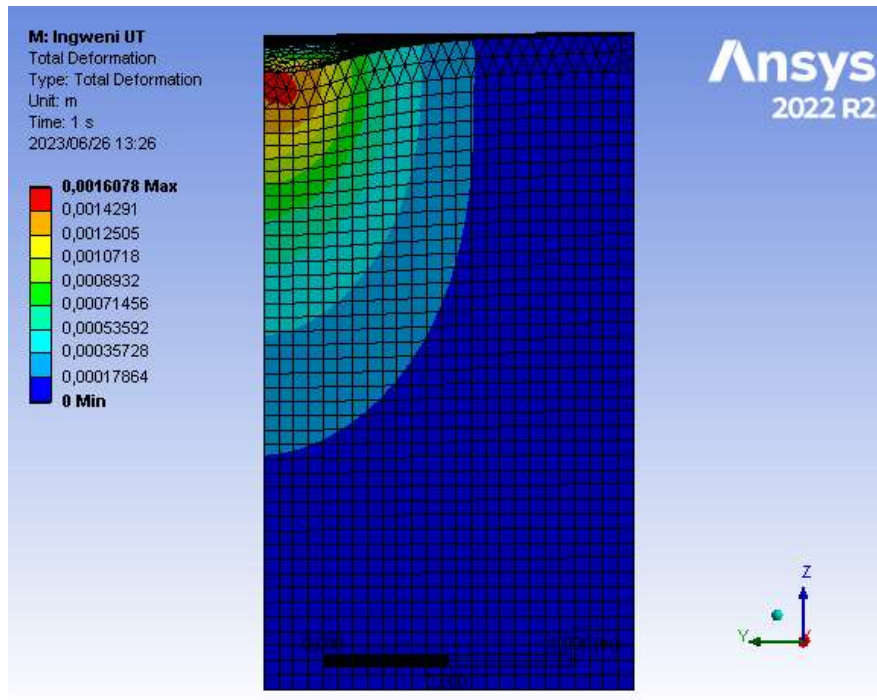 M: Ingweni UT
Total Deformation
Type: Total Deformation
Unit: m
Time: 1 s
2023/06/26 13:26
0,0016078 Max
0,0014291
0,0012505
0,0010718
0,0008932
0,00071456
0,00053592
0,00035728
0,00017864
0 Min
Ansys
2022 R2
Z
Y